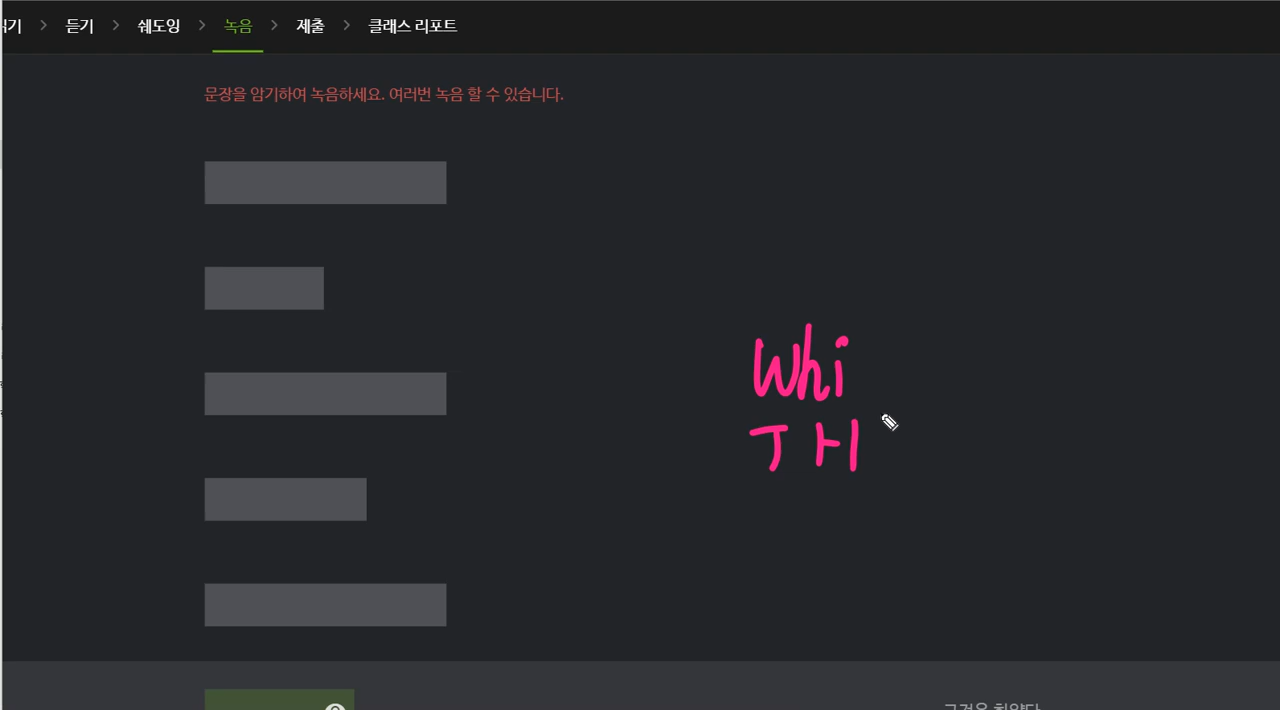 듣기 쉐도잉 녹음 제출 클래스 리포트
문장을 암기하여 녹음하세요. 여러번 녹음 할 수 있습니다.
Whi